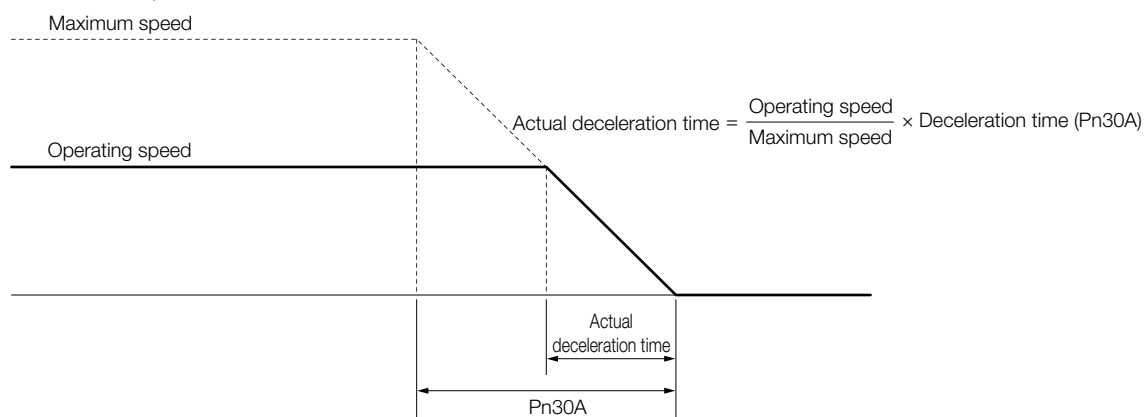 Maximum speed
Actual deceleration time = Operating speed / Maximum speed × Deceleration time (Pn30A)
Operating speed
Actual
deceleration time
Pn30A